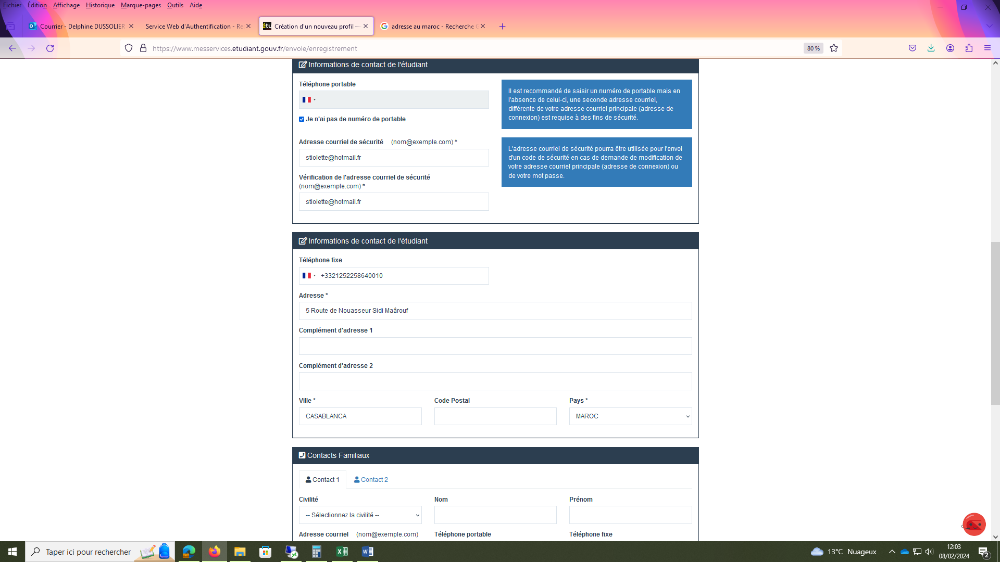 Fichier Édition Affichage Historique Marque-pages Outils Aide
Courrier - Delphine DUSSOLIER
Service Web d'Authentification - Re
étu Création d'un nouveau profil —
adresse au maroc - Recherche G
https://www.messervices.etudiant.gouv.fr/envole/enregistrement
80 %
Informations de contact de l'étudiant
Téléphone portable
Je n'ai pas de numéro de portable
Il est recommandé de saisir un numéro de portable mais en
l'absence de celui-ci, une seconde adresse courriel,
différente de votre adresse courriel principale (adresse de
connexion) est requise à des fins de sécurité.
Adresse courriel de sécurité (nom@exemple.com) *
stiolette@hotmail.fr
Vérification de l'adresse courriel de sécurité
(nom@exemple.com) *
stiolette@hotmail.fr
L'adresse courriel de sécurité pourra être utilisée pour l'envoi
d'un code de sécurité en cas de demande de modification de
votre adresse courriel principale (adresse de connexion) ou
de votre mot passe.
Informations de contact de l'étudiant
Téléphone fixe
+3321252258640010
Adresse *
5 Route de Nouasseur Sidi Maârouf
Complément d'adresse 1
Complément d'adresse 2
Ville * Code Postal Pays *
CASABLANCA MAROC
Contacts Familiaux
Contact 1 Contact 2
Civilité Nom Prénom
-- Sélectionnez la civilité --
Adresse courriel (nom@exemple.com) Téléphone portable Téléphone fixe
Taper ici pour rechercher
13°C Nuageux
12:03
08/02/2024
2